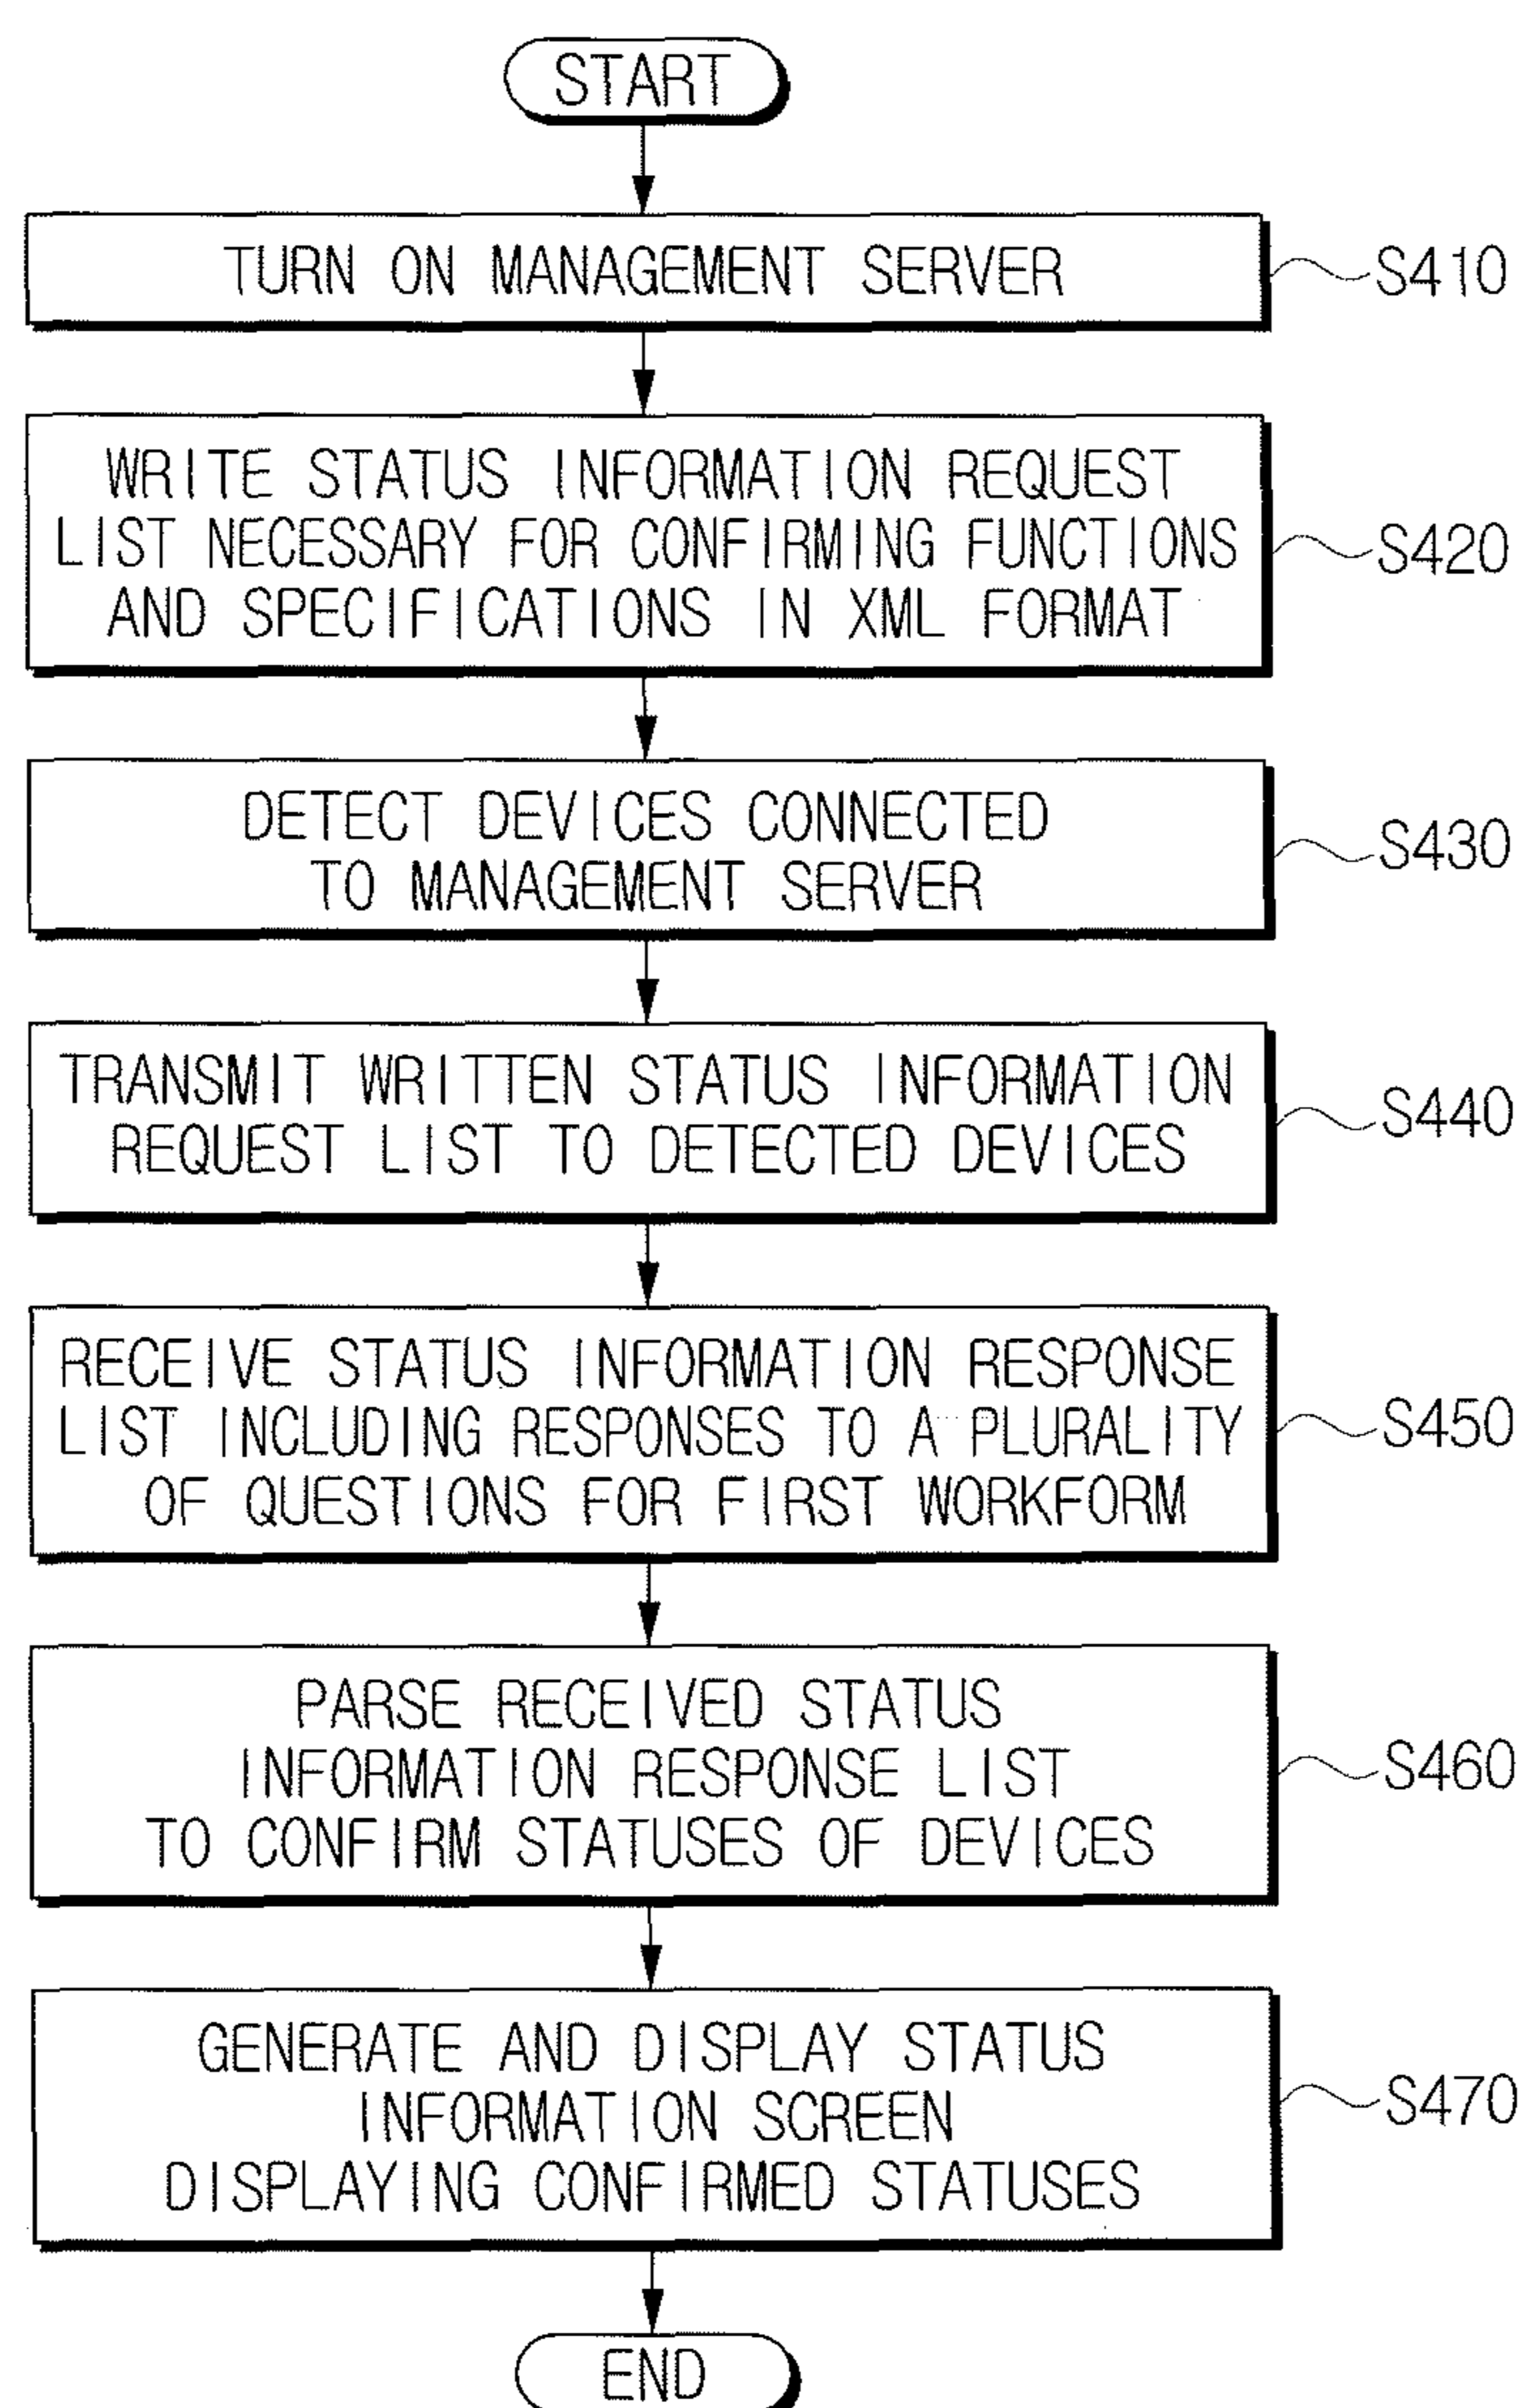 START
TURN ON MANAGEMENT SERVER
S410
WRITE STATUS INFORMATION REQUEST
LIST NECESSARY FOR CONFIRMING FUNCTIONS
AND SPECIFICATIONS IN XML FORMAT
S420
DETECT DEVICES CONNECTED
TO MANAGEMENT SERVER
S430
TRANSMIT WRITTEN STATUS INFORMATION
REQUEST LIST TO DETECTED DEVICES
S440
RECEIVE STATUS INFORMATION RESPONSE
LIST INCLUDING RESPONSES TO A PLURALITY
OF QUESTIONS FOR FIRST WORKFORM
S450
PARSE RECEIVED STATUS
INFORMATION RESPONSE LIST
TO CONFIRM STATUSES OF DEVICES
S460
GENERATE AND DISPLAY STATUS
INFORMATION SCREEN
DISPLAYING CONFIRMED STATUSES
S470
END